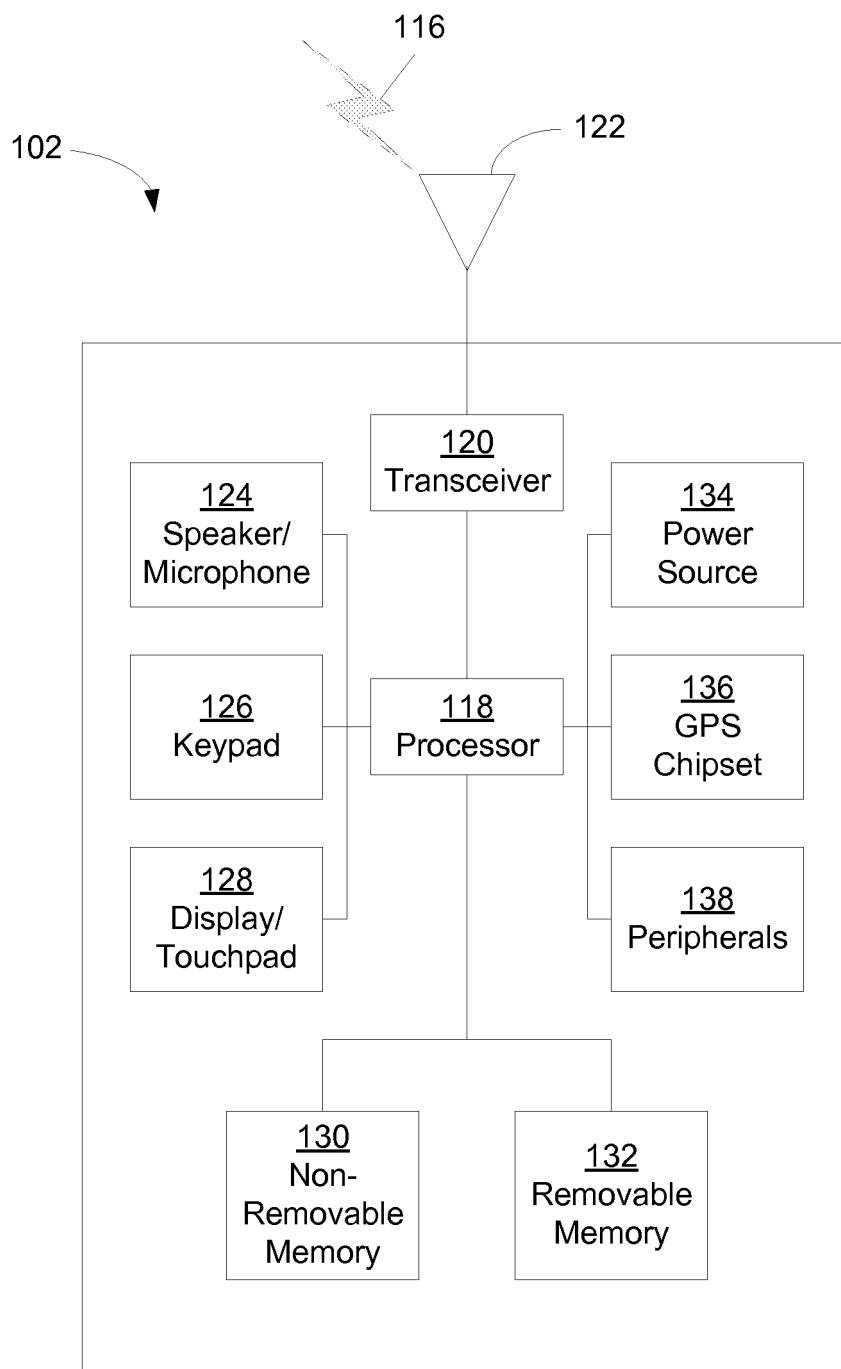 116
122
102
120
Transceiver
124
Speaker/
Microphone
134
Power
Source
126
Keypad
118
Processor
136
GPS
Chipset
128
Display/
Touchpad
138
Peripherals
130
Non-
Removable
Memory
132
Removable
Memory